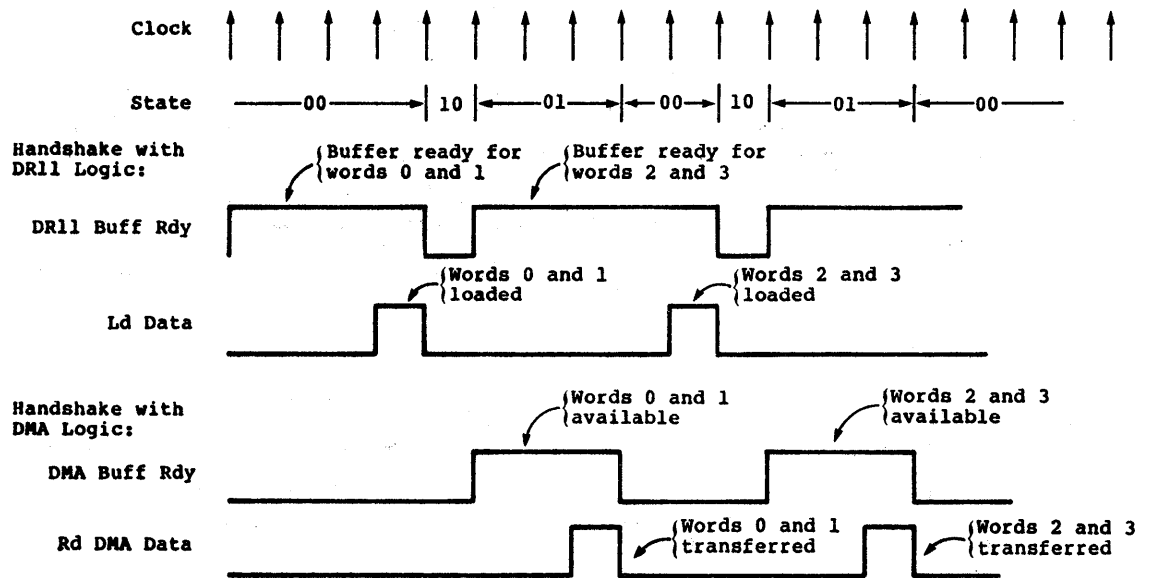 Clock
State 00 10 01 00 10 01 00
Handshake with
DR11 Logic:
Buffer ready for
words 0 and 1
Buffer ready for
words 2 and 3
DR11 Buff Rdy
Words 0 and 1
loaded
Words 2 and 3
loaded
Ld Data
Handshake with
DMA Logic:
Words 0 and 1
available
Words 2 and 3
available
DMA Buff Rdy
Rd DMA Data
Words 0 and 1
transferred
Words 2 and 3
transferred